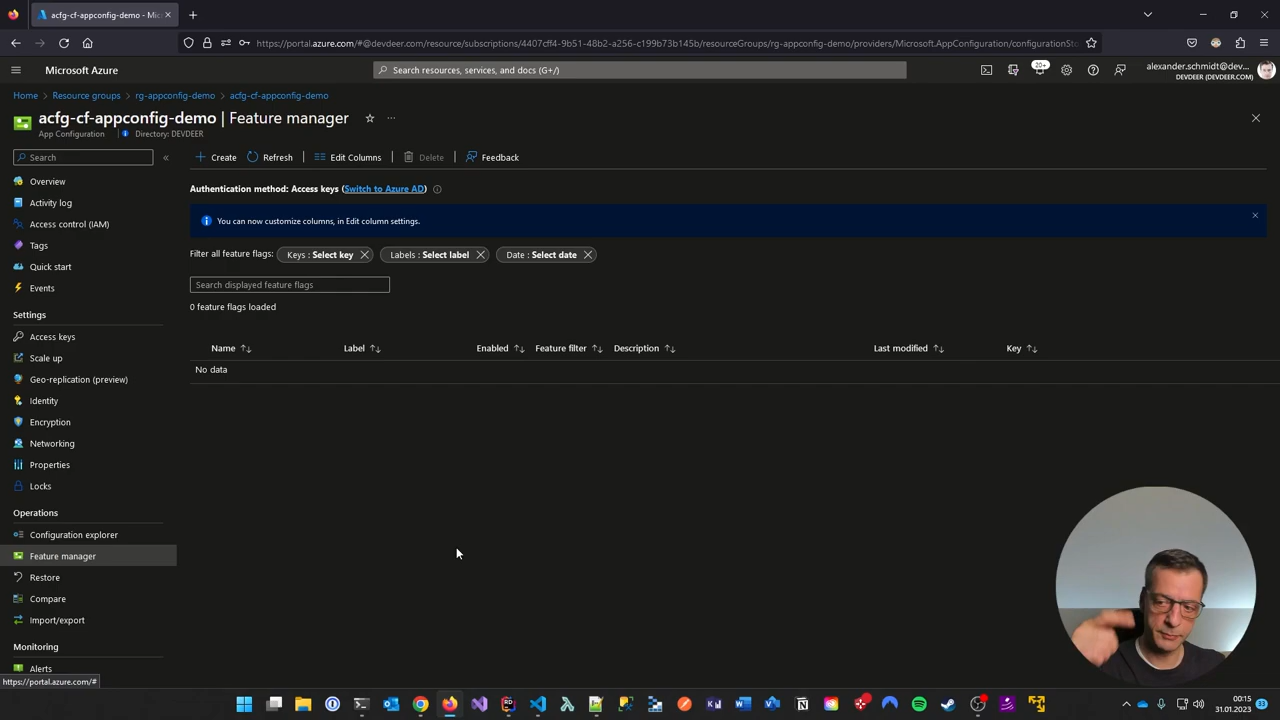 acfg-cf-appconfig-demo - Mic
https://portal.azure.com/#@devdeer.com/resource/subscriptions/4407cff4-9b51-48b2-a256-c199b73b145b/resourceGroups/rg-appconfig-demo/providers/Microsoft.AppConfiguration/configurationSto
Microsoft Azure
Search resources, services, and docs (G+/)
20+
alexander.schmidt@dev...
DEVDEER (DEVDEER.COM)
Home > Resource groups > rg-appconfig-demo > acfg-cf-appconfig-demo
acfg-cf-appconfig-demo | Feature manager
App Configuration
Directory: DEVDEER
Search
Create
Refresh
Edit Columns
Delete
Feedback
Overview
Activity log
Access control (IAM)
Tags
Quick start
Events
Settings
Access keys
Scale up
Geo-replication (preview)
Identity
Encryption
Networking
Properties
Locks
Operations
Configuration explorer
Feature manager
Restore
Compare
Import/export
Monitoring
Alerts
Authentication method: Access keys (Switch to Azure AD)
You can now customize columns, in Edit column settings.
Filter all feature flags:
Keys : Select key
Labels : Select label
Date : Select date
Search displayed feature flags
0 feature flags loaded
Name
Label
Enabled
Feature filter
Description
Last modified
Key
No data
https://portal.azure.com/#
00:15
31.01.2023
33